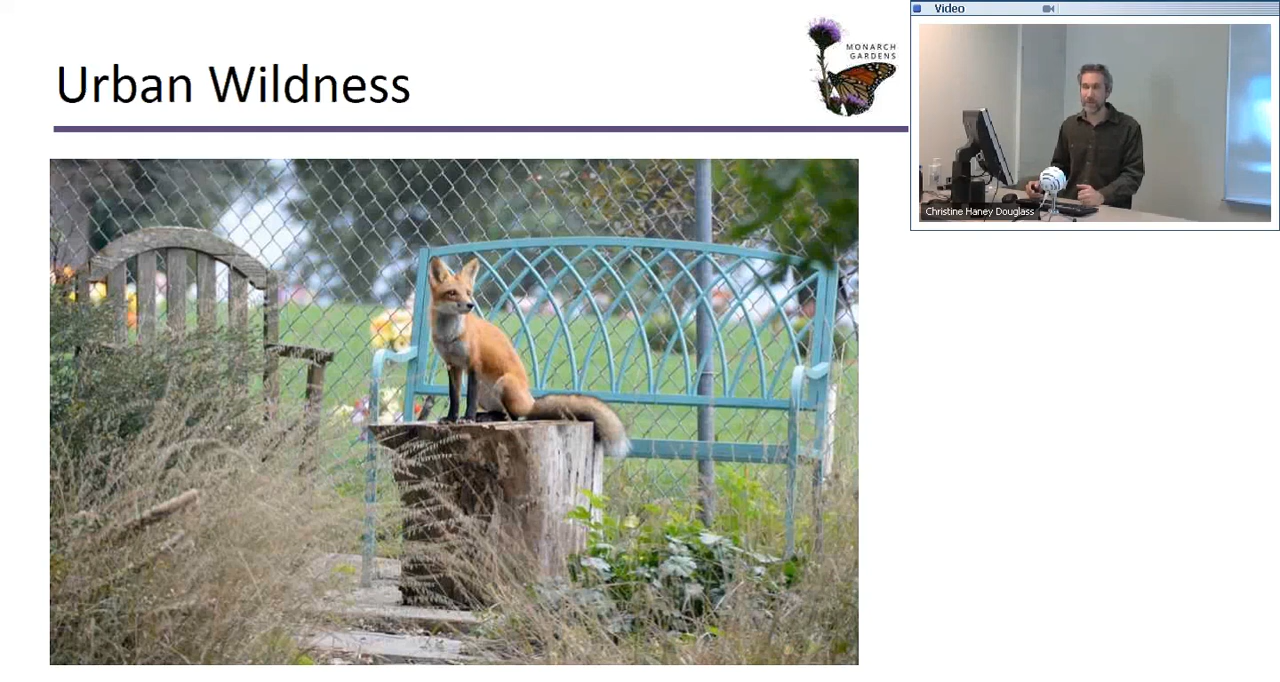 Urban Wildness
MONARCH
GARDENS
Video
Christine Haney Douglass